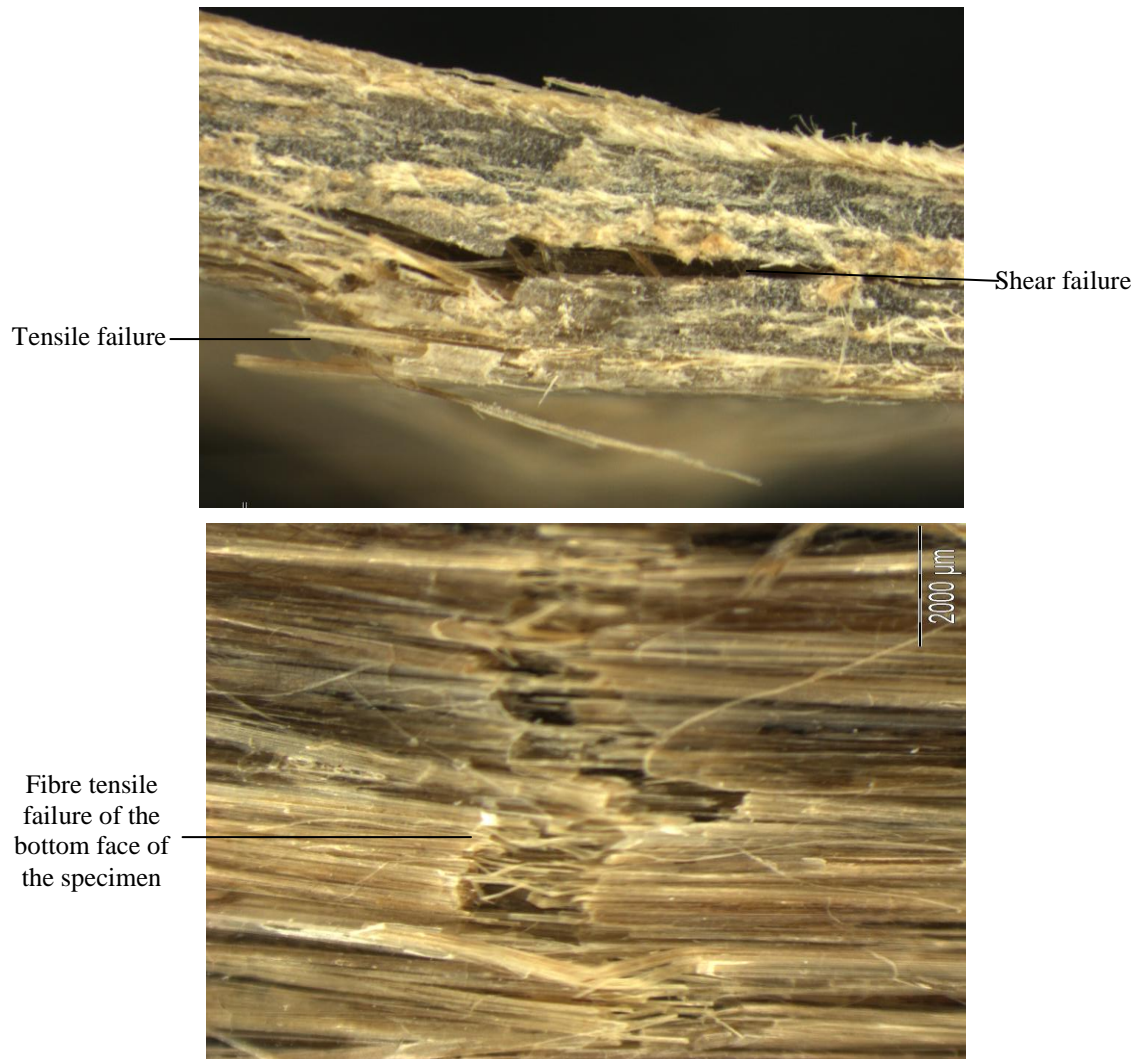 Shear failure
Tensile failure
2000 µm
Fibre tensile
failure of the
bottom face of
the specimen